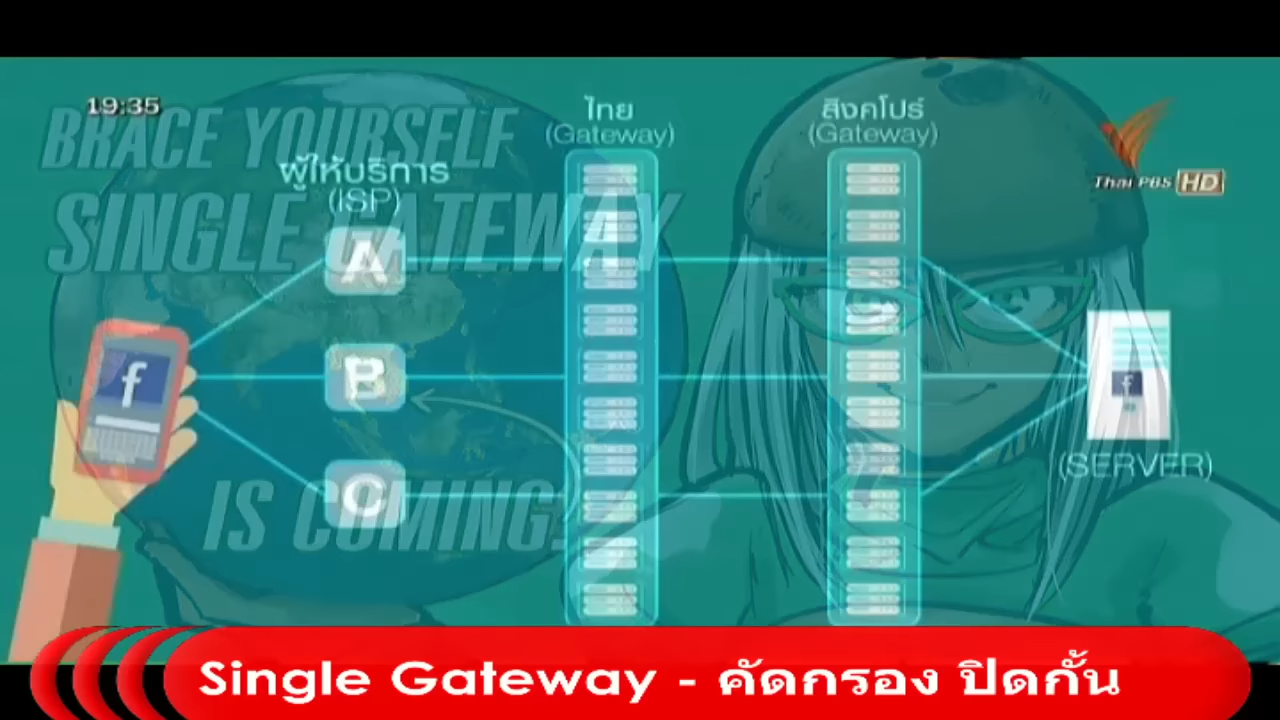 19:35
BRACE YOURSELF
SINGLE GATEWAY
IS COMING!
ผู้ให้บริการ
(ISP)
A
B
C
ไทย
(Gateway)
สิงคโปร์
(Gateway)
Thai PBS HD
f
f
(SERVER)
Single Gateway - คัดกรอง ปิดกั้น